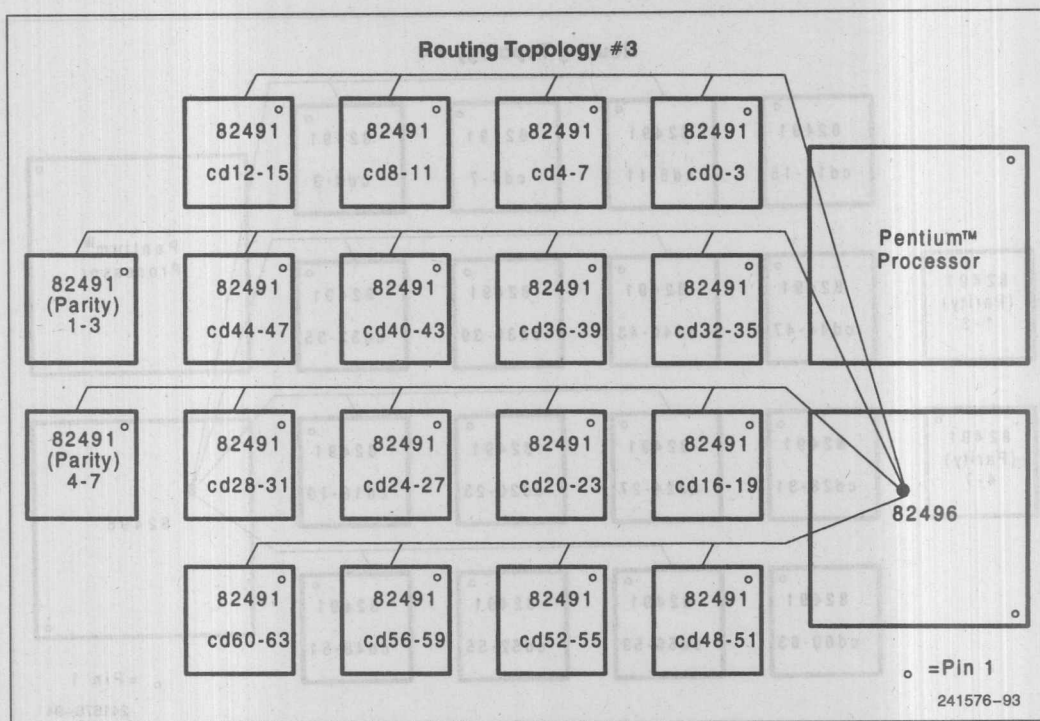 Routing Topology #3
82491 82491 82491 82491
cd12-15 cd8-11 cd4-7 cd0-3
Pentium™
Processor
82491
(Parity)
1-3
82491 82491 82491 82491
cd44-47 cd40-43 cd36-39 cd32-35
82491
(Parity)
4-7
82491 82491 82491 82491
cd28-31 cd24-27 cd20-23 cd16-19
82496
82491 82491 82491 82491
cd60-63 cd56-59 cd52-55 cd48-51
=Pin 1
241576-93